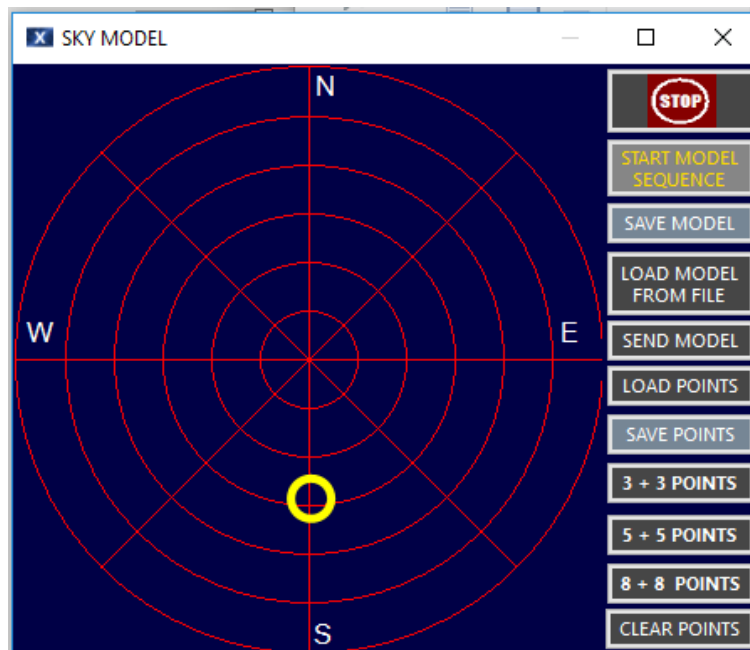 X SKY MODEL
N
STOP
START MODEL
SEQUENCE
SAVE MODEL
LOAD MODEL
FROM FILE
W
E
SEND MODEL
LOAD POINTS
SAVE POINTS
3 + 3 POINTS
5 + 5 POINTS
8 + 8 POINTS
S
CLEAR POINTS